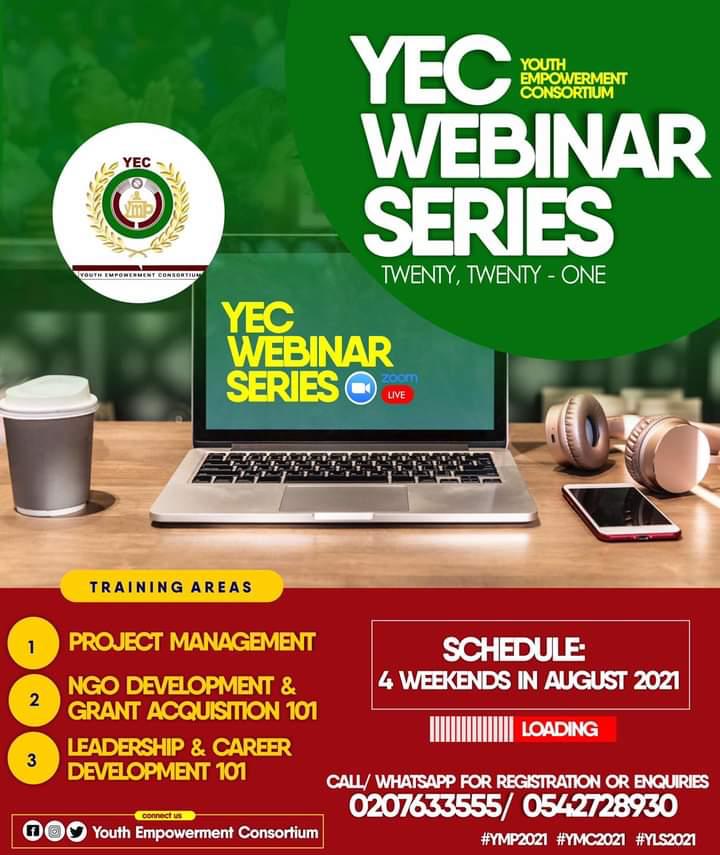 YEC
YOUTH
EMPOWERMENT
CONSORTIUM
WEBINAR
SERIES
TWENTY, TWENTY - ONE
YEC
ymp
YOUTH EMPOWERMENT CONSORTIUM
YEC
WEBINAR
SERIES
zoom
LIVE
TRAINING AREAS
1
PROJECT MANAGEMENT
2
NGO DEVELOPMENT &
GRANT ACQUISITION 101
3
LEADERSHIP & CAREER
DEVELOPMENT 101
SCHEDULE:
4 WEEKENDS IN AUGUST 2021
LOADING
CALL/ WHATSAPP FOR REGISTRATION OR ENQUIRIES
0207633555/ 0542728930
connect us
Youth Empowerment Consortium
#YMP2021 #YMC2021 #YLS2021